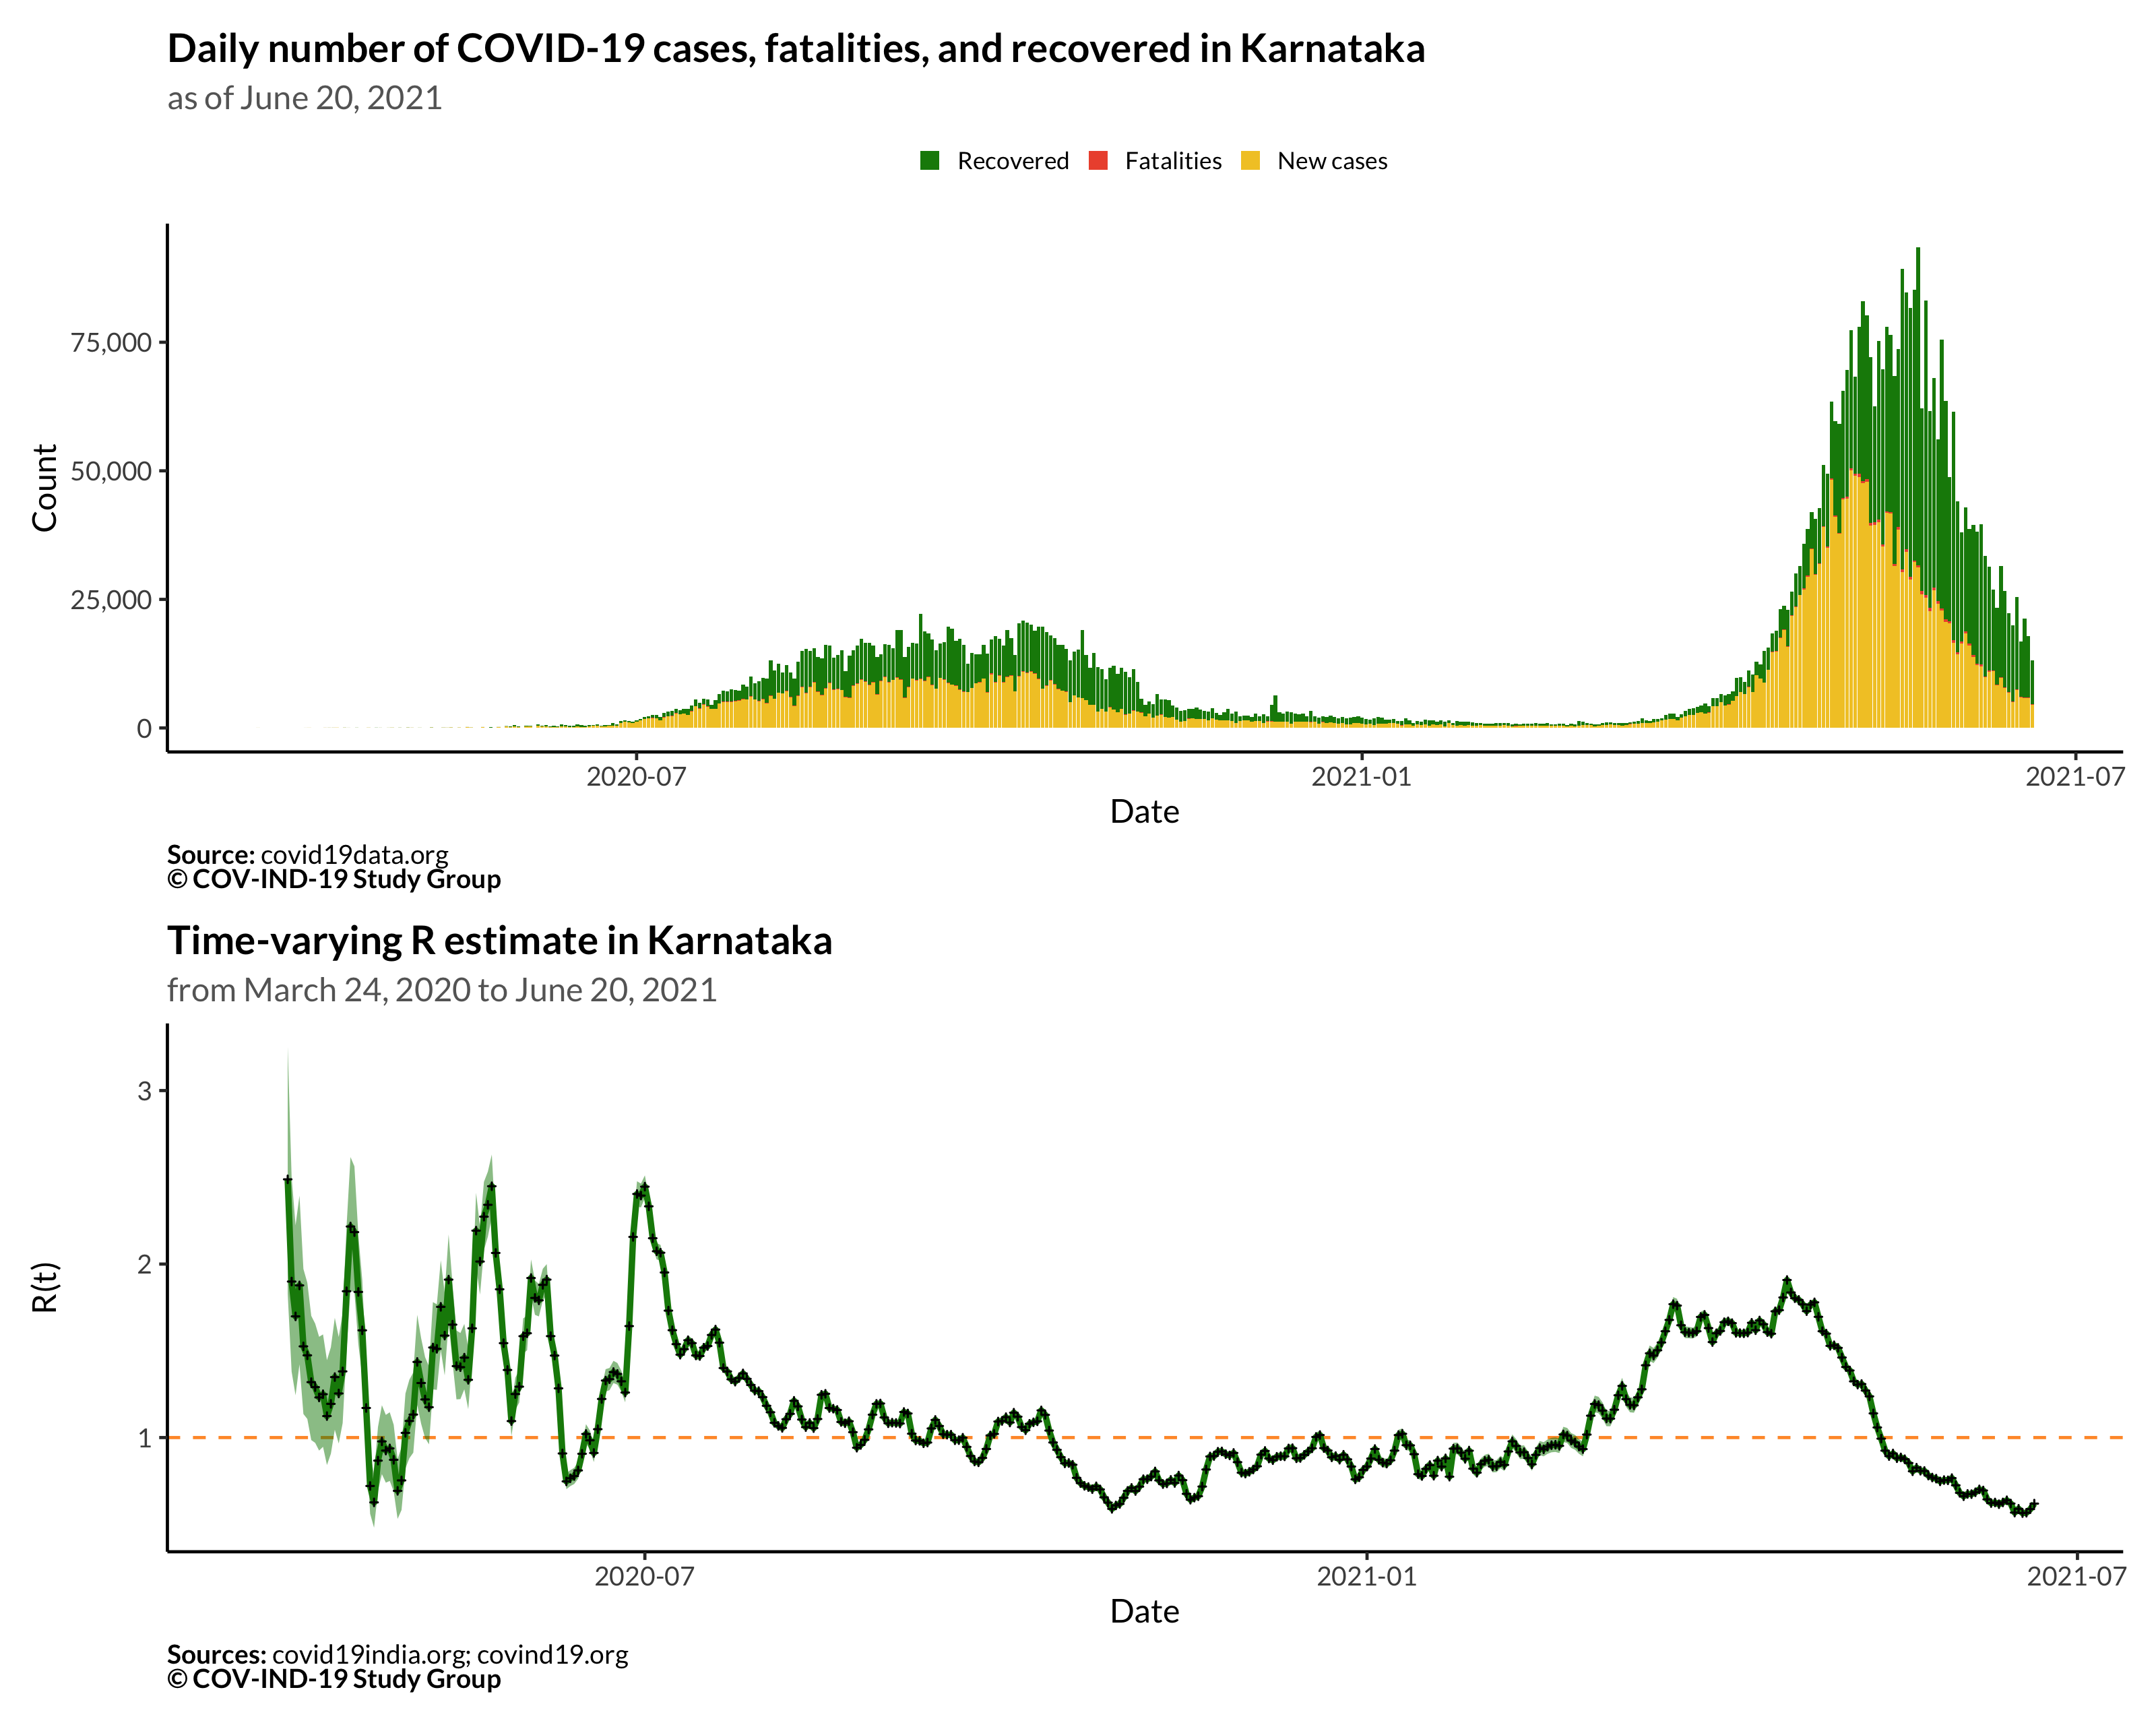 Daily number of COVID-19 cases, fatalities, and recovered in Karnataka
as of June 20, 2021
Recovered Fatalities New cases
Count
75,000
50,000
25,000
0
2020-07 2021-01 2021-07
Date
Source: covid19data.org
© COV-IND-19 Study Group
Time-varying R estimate in Karnataka
from March 24, 2020 to June 20, 2021
R(t)
3
2
1
2020-07 2021-01 2021-07
Date
Sources: covid19india.org; covind19.org
© COV-IND-19 Study Group